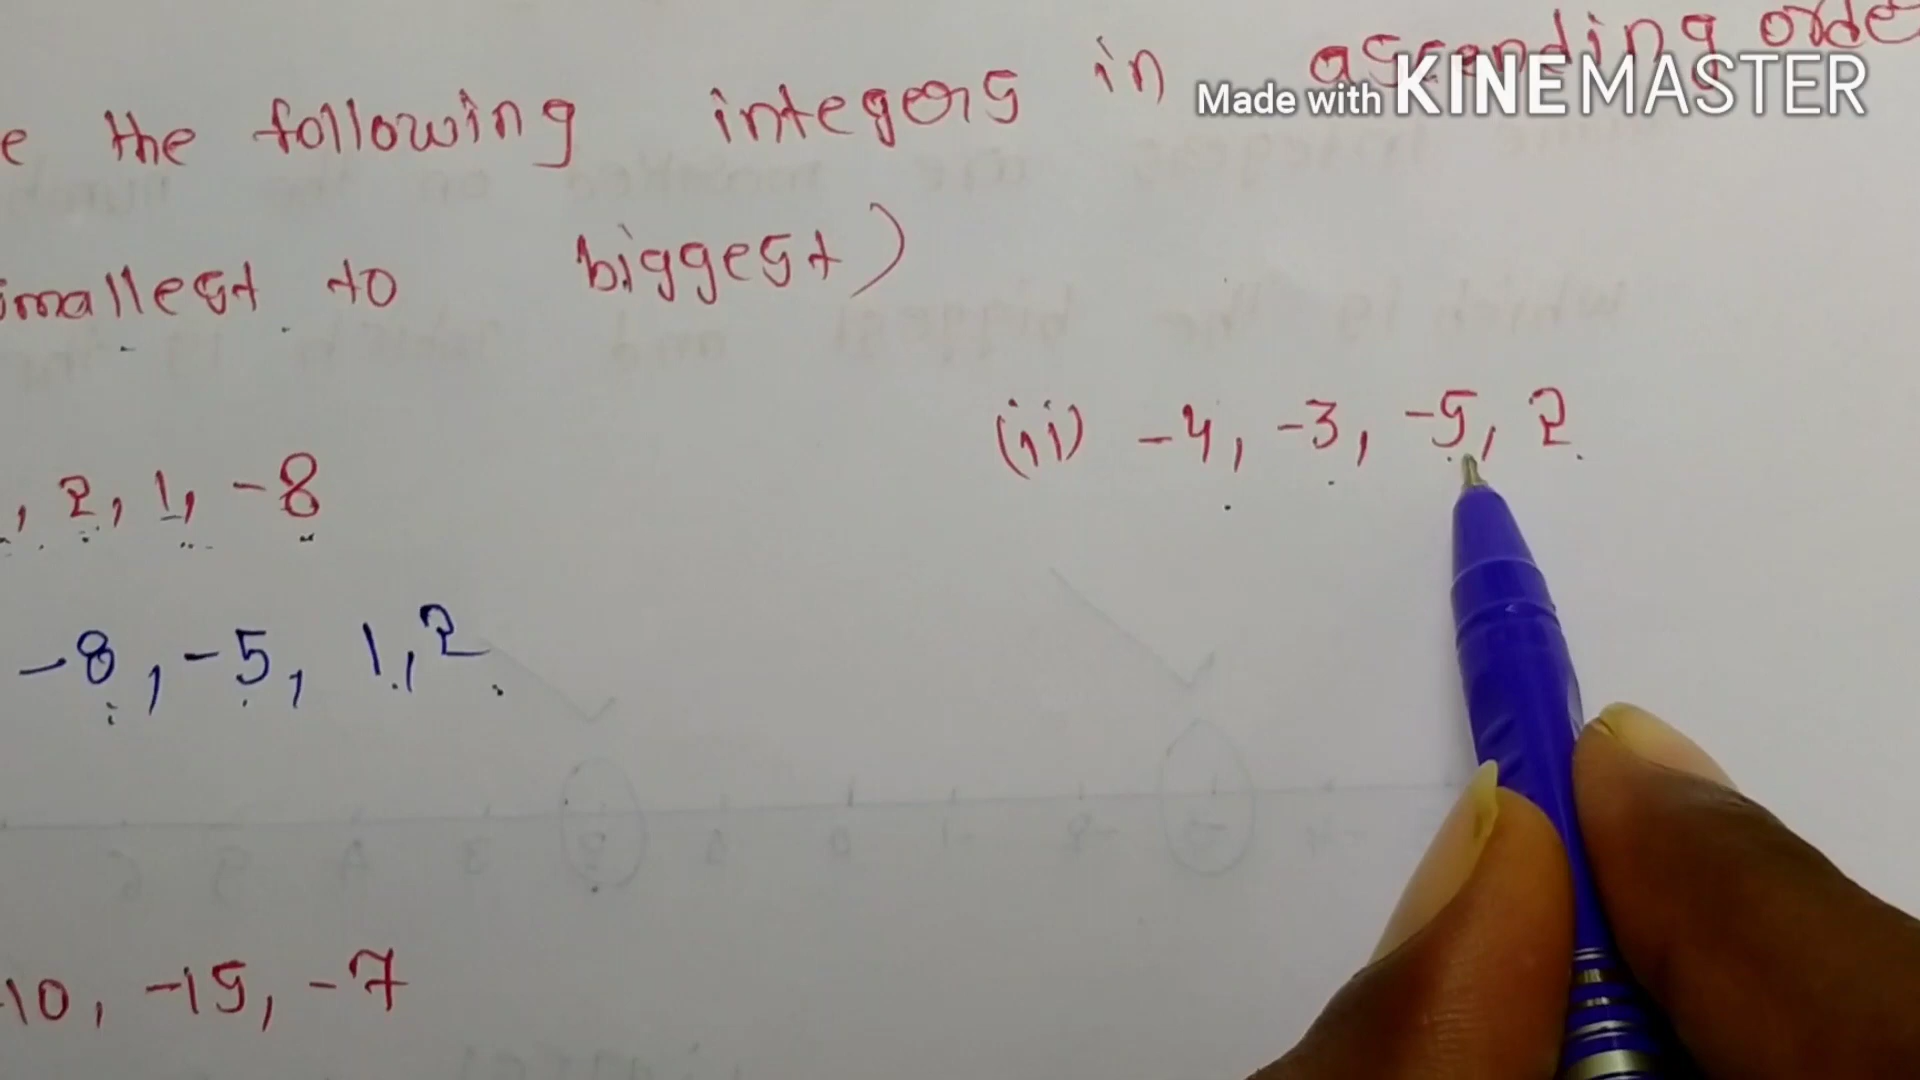 e the following integers in ascending orde
Made with KINEMASTER
smallest to biggest)
(ii) -4, -3, -5, 2
, 2, 1, -8
-8, -5, 1, 2
-10, -15, -7